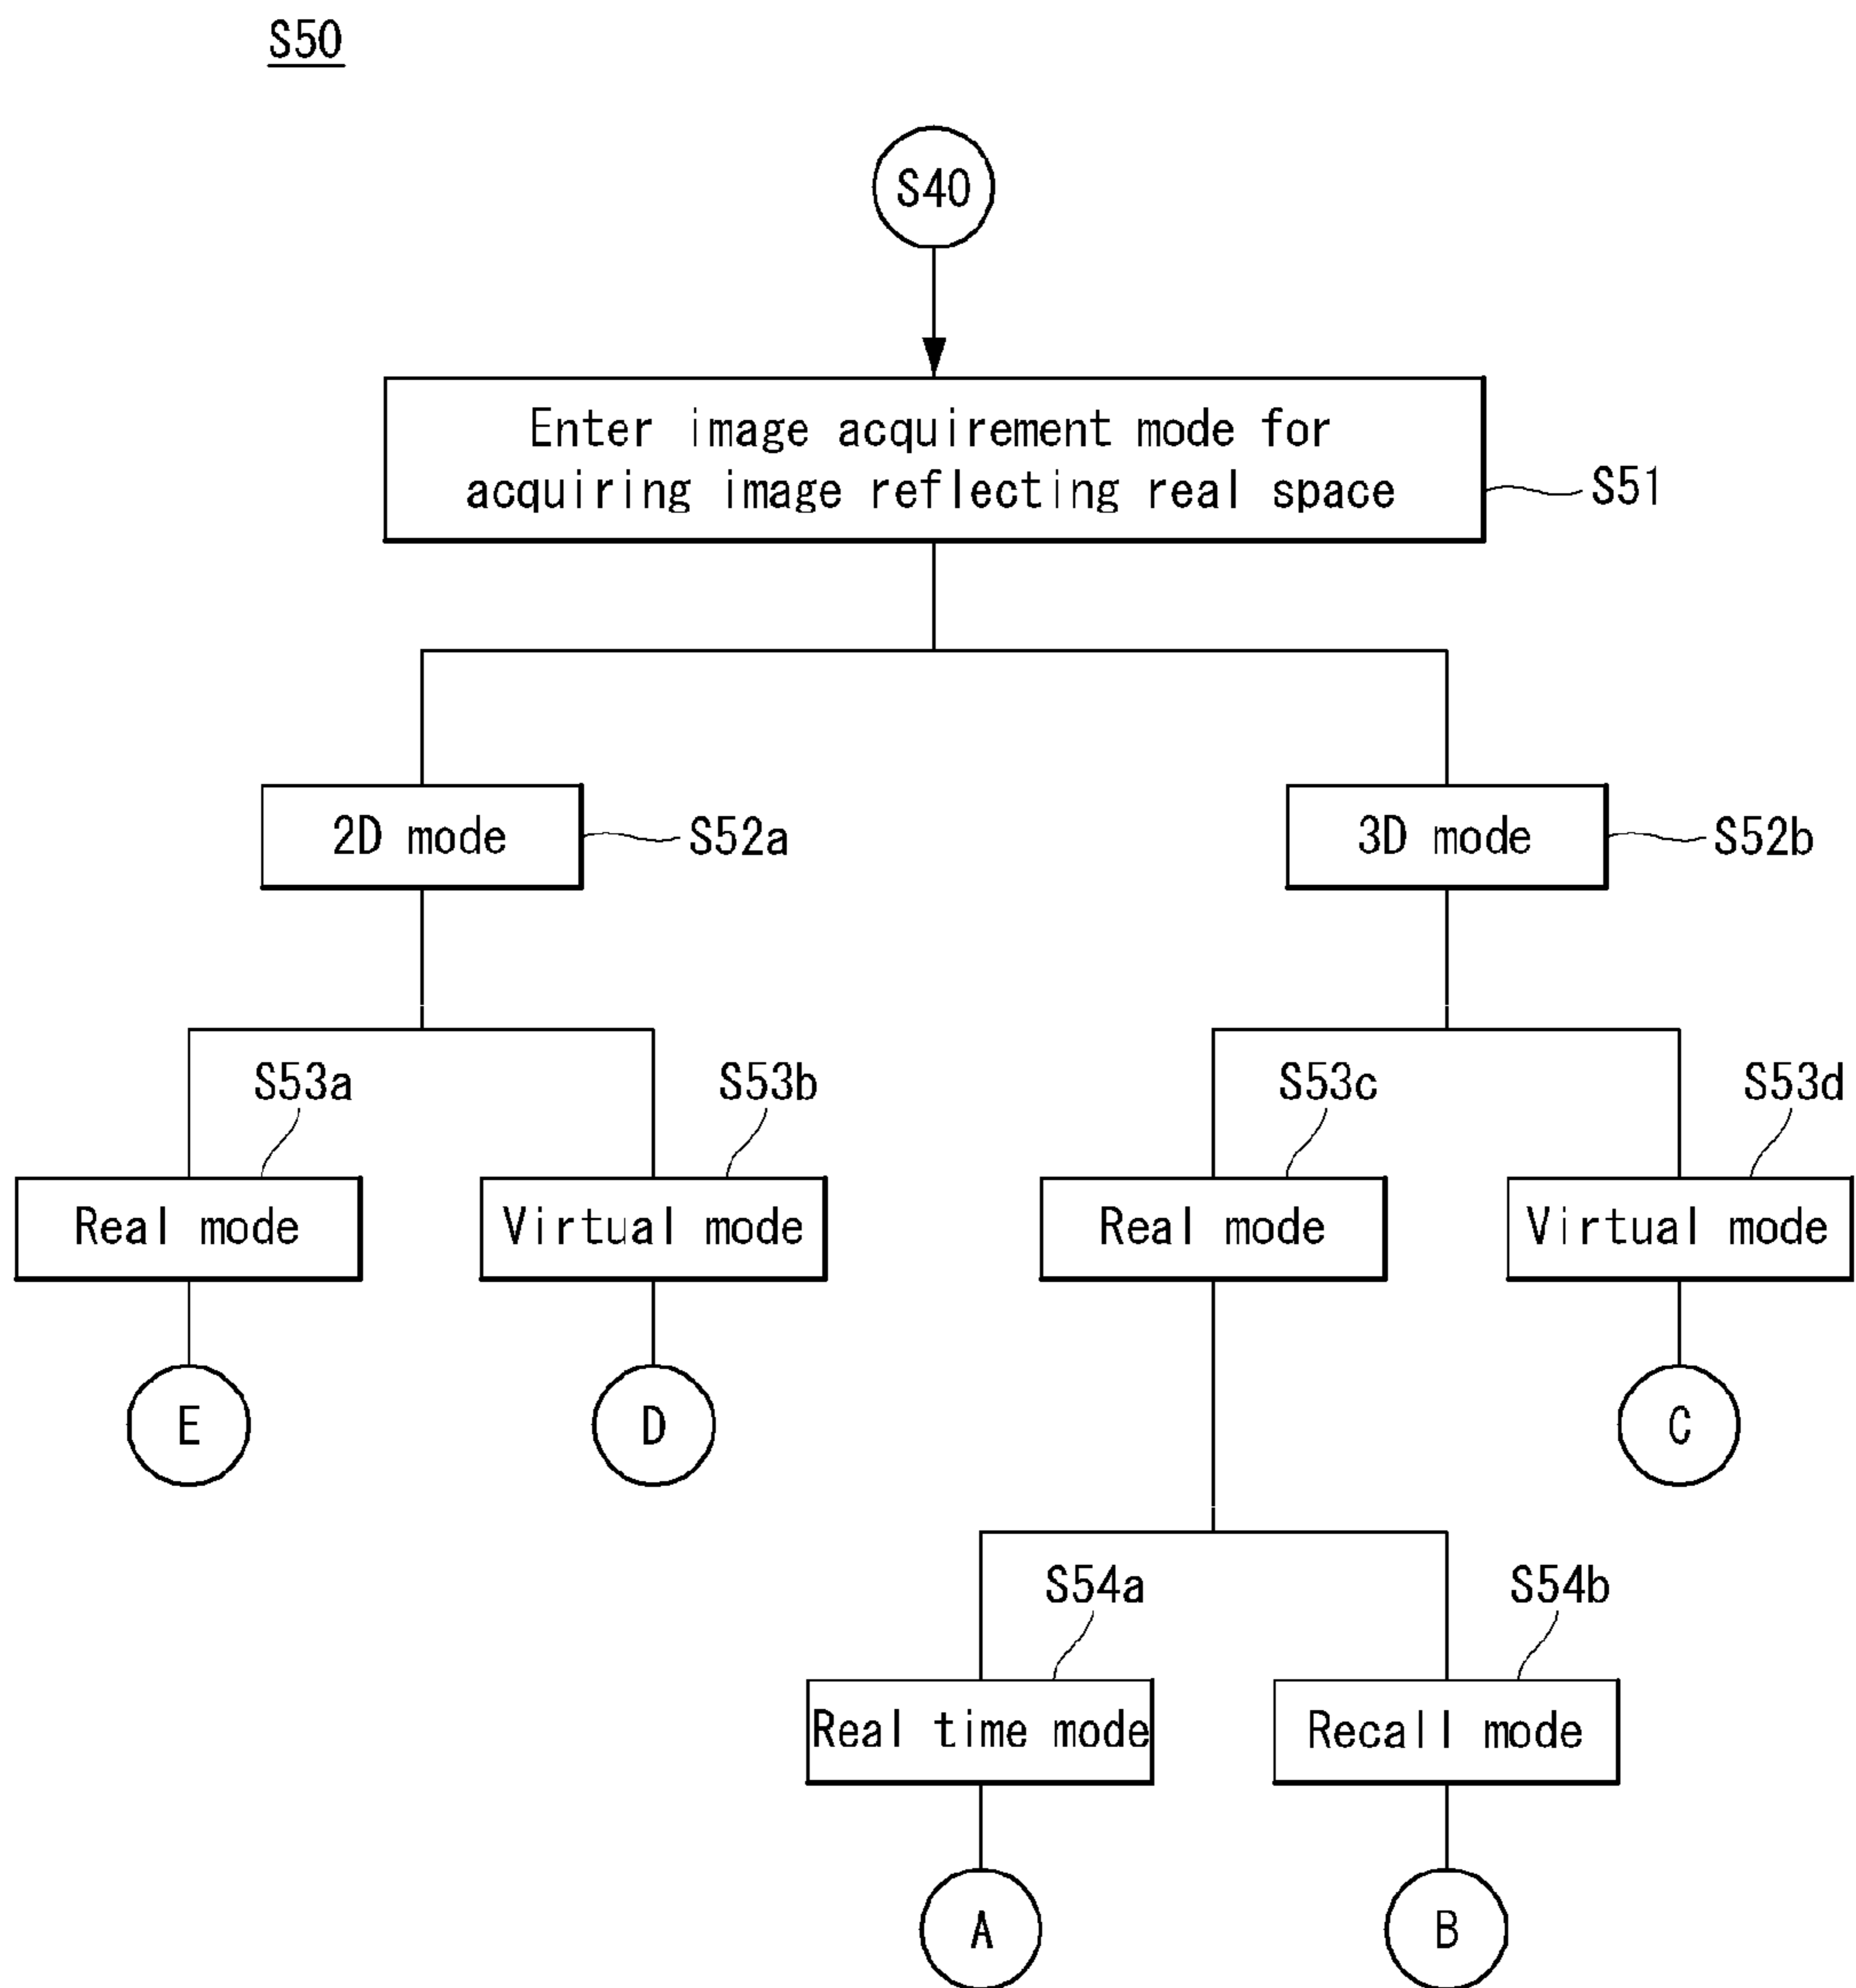 S50
S40
Enter image acquirement mode for
acquiring image reflecting real space
S51
2D mode
S52a
3D mode
S52b
S53a
S53b
S53c
S53d
Real mode
Virtual mode
Real mode
Virtual mode
E
D
C
S54a
S54b
Real time mode
Recall mode
A
B